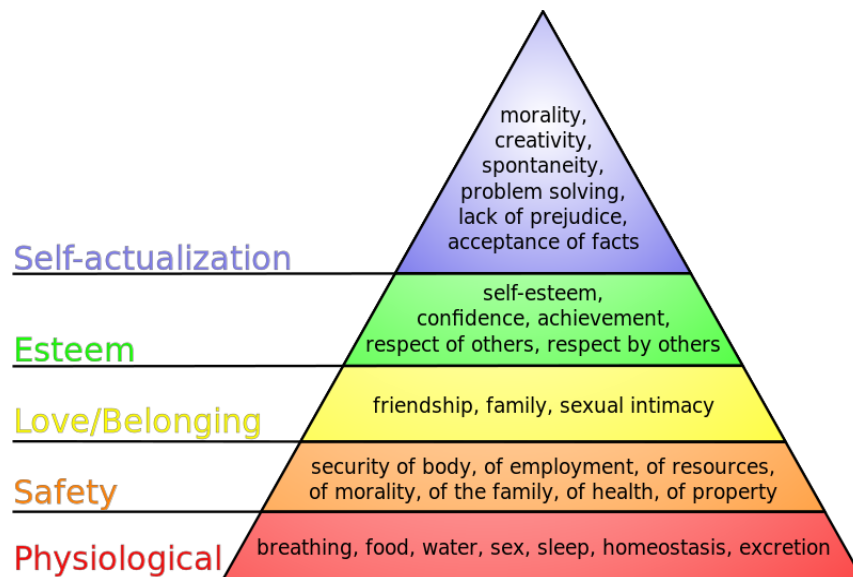 morality,
creativity,
spontaneity,
problem solving,
lack of prejudice,
acceptance of facts
Self-actualization
self-esteem,
confidence, achievement,
respect of others, respect by others
Esteem
friendship, family, sexual intimacy
Love/Belonging
security of body, of employment, of resources,
of morality, of the family, of health, of property
Safety
breathing, food, water, sex, sleep, homeostasis, excretion
Physiological